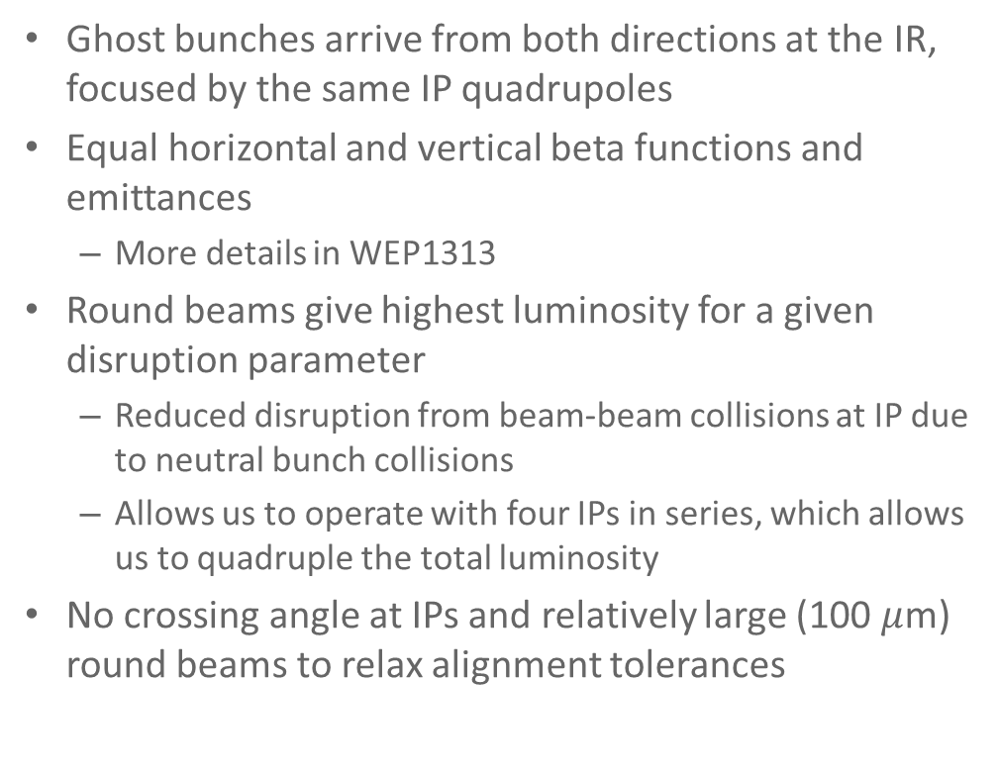 • Ghost bunches arrive from both directions at the IR,
focused by the same IP quadrupoles
• Equal horizontal and vertical beta functions and
emittances
– More details in WEP1313
• Round beams give highest luminosity for a given
disruption parameter
– Reduced disruption from beam-beam collisions at IP due
to neutral bunch collisions
– Allows us to operate with four IPs in series, which allows
us to quadruple the total luminosity
• No crossing angle at IPs and relatively large (100 𝜇m)
round beams to relax alignment tolerances